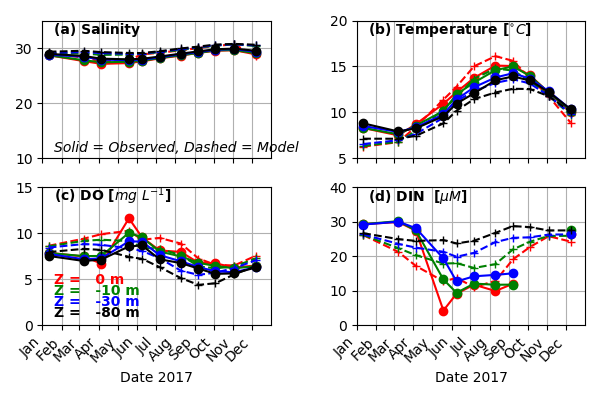 (a) Salinity
Solid = Observed, Dashed = Model
30
20
10
(b) Temperature [°C]
20
15
10
5
(c) DO [mg L⁻¹]
15
10
5
0
Z = 0 m
Z = -10 m
Z = -30 m
Z = -80 m
Jan Feb Mar Apr May Jun Jul Aug Sep Oct Nov Dec
Date 2017
(d) DIN [μM]
40
30
20
10
0
Jan Feb Mar Apr May Jun Jul Aug Sep Oct Nov Dec
Date 2017